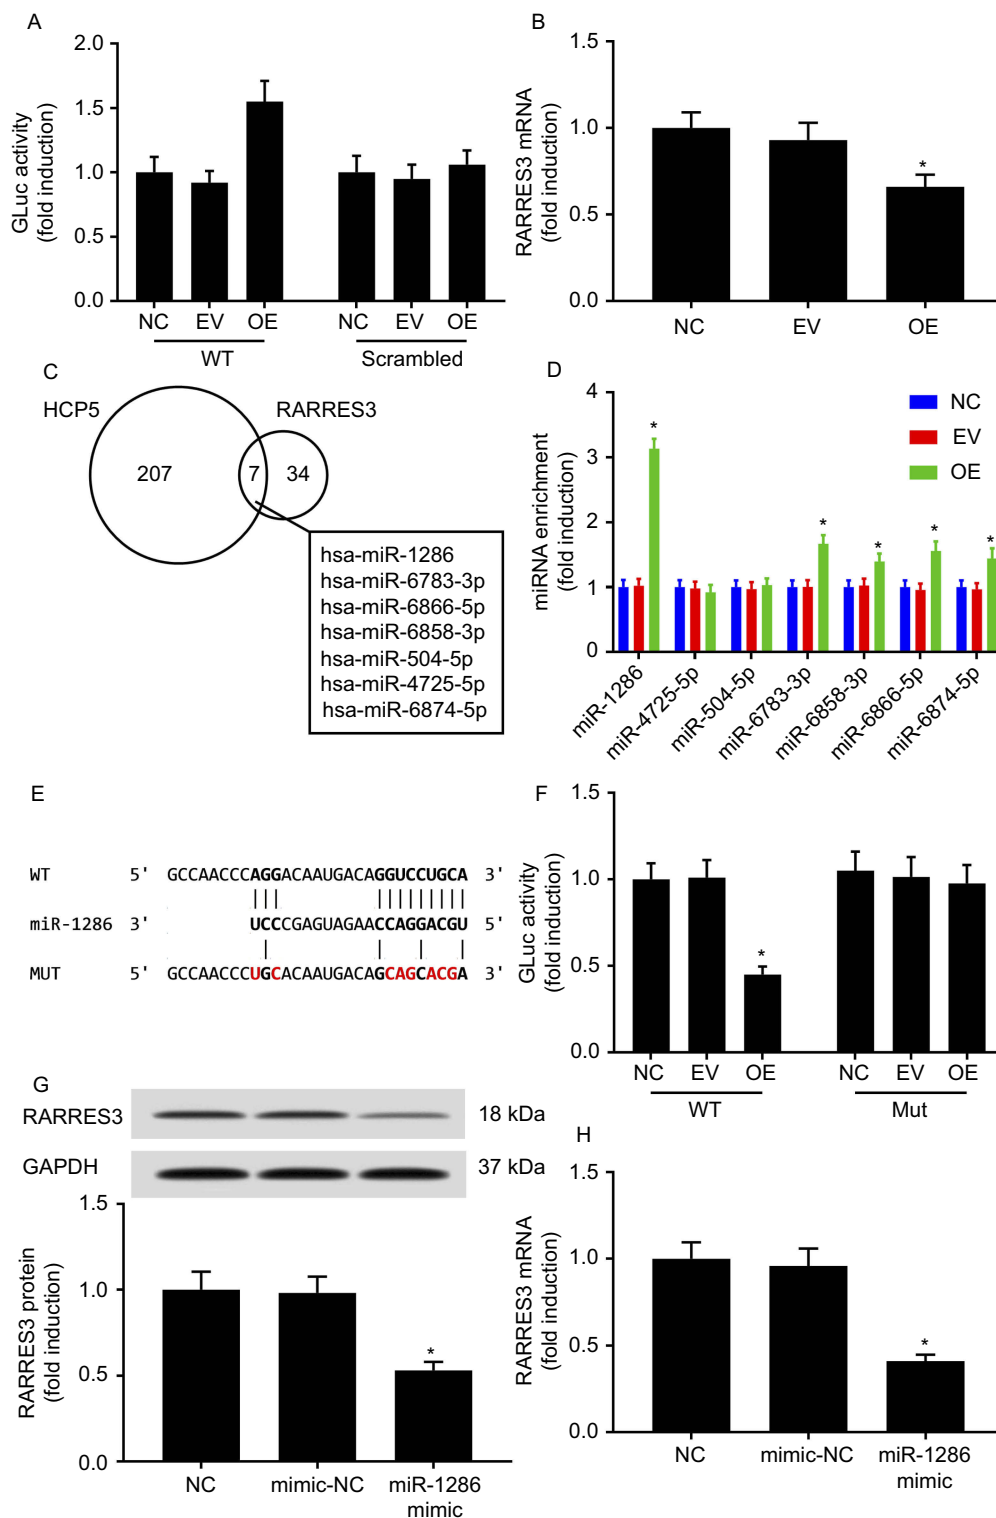 A
2.0
1.5
1.0
0.5
0.0
GLuc activity
(fold induction)
NC EV OE NC EV OE
WT Scrambled
B
1.5
1.0
0.5
0.0
RARRES3 mRNA
(fold induction)
*
NC EV OE
C
HCP5 RARRES3
207 7 34
hsa-miR-1286
hsa-miR-6783-3p
hsa-miR-6866-5p
hsa-miR-6858-3p
hsa-miR-504-5p
hsa-miR-4725-5p
hsa-miR-6874-5p
D
4
3
2
1
0
miRNA enrichment
(fold induction)
NC
EV
OE
* * * * *
miR-1286
miR-4725-5p
miR-504-5p
miR-6783-3p
miR-6858-3p
miR-6866-5p
miR-6874-5p
E
WT 5' GCCAACCCAGGACAAUGACAGGUCCUGCA 3'
miR-1286 3' UCCCGAGUAGAACCAGGACGU 5'
MUT 5' GCCAACCCUGCACAAUGACAGCAGCACGA 3'
F
1.5
1.0
0.5
0.0
GLuc activity
(fold induction)
*
NC EV OE NC EV OE
WT Mut
G
RARRES3 18 kDa
GAPDH 37 kDa
1.5
1.0
0.5
0.0
RARRES3 protein
(fold induction)
*
NC mimic-NC miR-1286
mimic
H
1.5
1.0
0.5
0.0
RARRES3 mRNA
(fold induction)
*
NC mimic-NC miR-1286
mimic